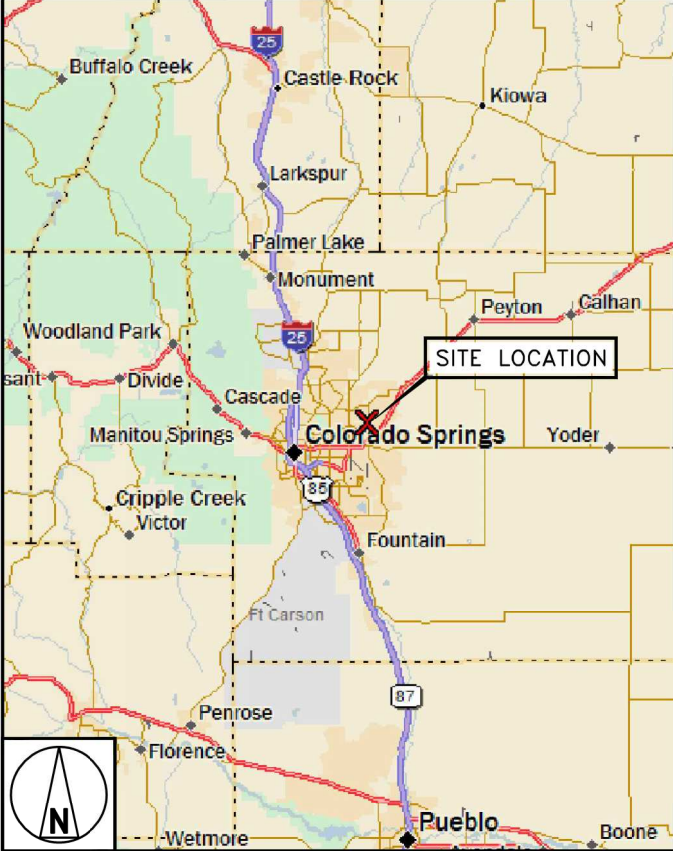 25
Buffalo Creek
Castle Rock
Kiowa
Larkspur
Palmer Lake
Monument
Peyton
Calhan
25
Woodland Park
SITE LOCATION
sant
Divide
Cascade
Manitou Springs
Colorado Springs
Yoder
85
Cripple Creek
Victor
Fountain
Ft Carson
87
Penrose
Florence
N
Pueblo
Wetmore
Boone